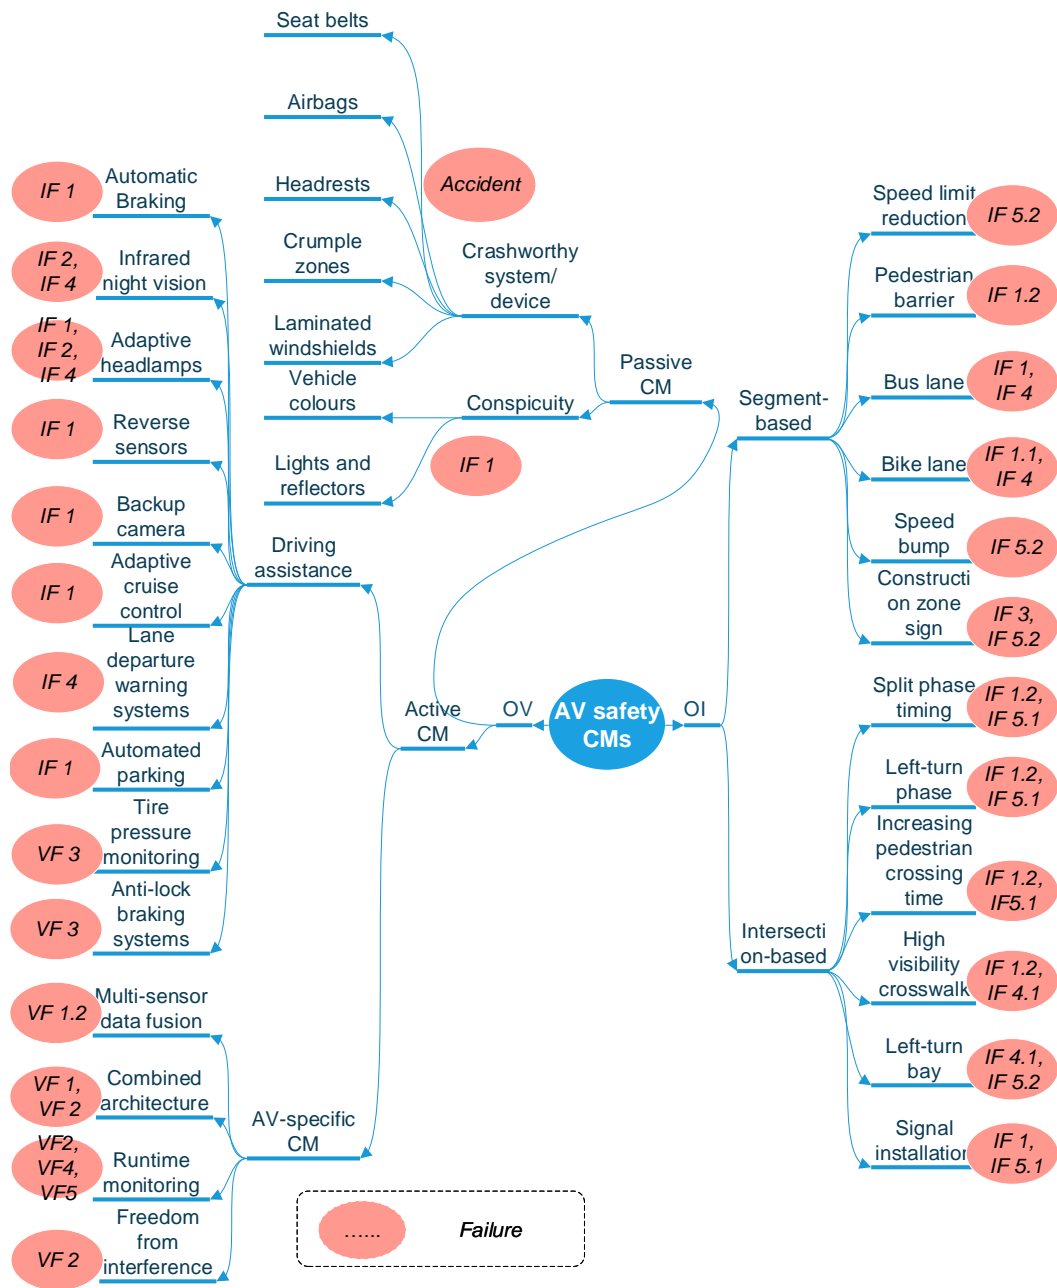 Seat belts
Airbags
Headrests
Crumple
zones
Laminated
windshields
Vehicle
colours
Lights and
reflectors
Accident
Crashworthy
system/
device
Conspicuity
IF 1
Passive
CM
IF 1
Automatic
Braking
IF 2,
IF 4
Infrared
night vision
IF 1,
IF 2,
IF 4
Adaptive
headlamps
IF 1
Reverse
sensors
IF 1
Backup
camera
IF 1
Adaptive
cruise
control
IF 4
Lane
departure
warning
systems
IF 1
Automated
parking
VF 3
Tire
pressure
monitoring
VF 3
Anti-lock
braking
systems
Driving
assistance
Active
CM
OV
AV safety
CMs
OI
VF 1.2
Multi-sensor
data fusion
VF 1,
VF 2
Combined
architecture
VF2,
VF4,
VF5
Runtime
monitoring
VF 2
Freedom
from
interference
AV-specific
CM
Segment-
based
Speed limit
reduction
IF 5.2
Pedestrian
barrier
IF 1.2
Bus lane
IF 1,
IF 4
Bike lane
IF 1.1,
IF 4
Speed
bump
IF 5.2
Constructi
on zone
sign
IF 3,
IF 5.2
Intersecti
on-based
Split phase
timing
IF 1.2,
IF 5.1
Left-turn
phase
IF 1.2,
IF 5.1
Increasing
pedestrian
crossing
time
IF 1.2,
IF5.1
High
visibility
crosswalk
IF 1.2,
IF 4.1
Left-turn
bay
IF 4.1,
IF 5.2
Signal
installation
IF 1,
IF 5.1
…...
Failure